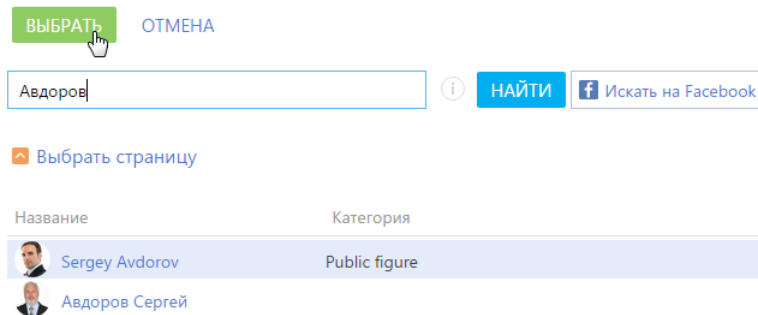 ВЫБРАТЬ ОТМЕНА
Авдоров i НАЙТИ f Искать на Facebook
Выбрать страницу
Название Категория
Sergey Avdorov Public figure
Авдоров Сергей